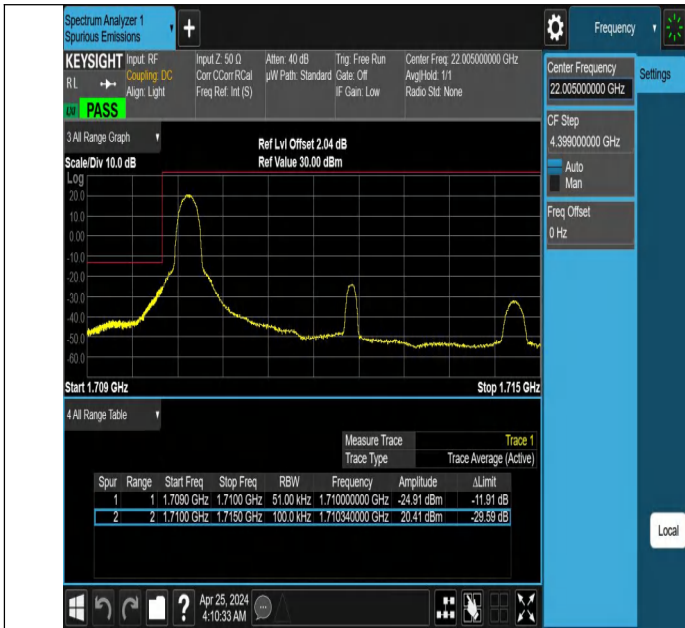 Spectrum Analyzer 1
Spurious Emissions
Frequency
KEYSIGHT
RL
Input: RF
Coupling: DC
Align: Light
Input Z: 50 Ω
Corr CCorr RCal
Freq Ref: Int (S)
Atten: 40 dB
µW Path: Standard
Trig: Free Run
Gate: Off
IF Gain: Low
Center Freq: 22.005000000 GHz
Avg|Hold: 1/1
Radio Std: None
PASS
Center Frequency
22.005000000 GHz
Settings
CF Step
4.399000000 GHz
Auto
Man
Freq Offset
0 Hz
3 All Range Graph
Scale/Div 10.0 dB
Ref Lvl Offset 2.04 dB
Ref Value 30.00 dBm
Log
20.0
10.0
0.00
-10.0
-20.0
-30.0
-40.0
-50.0
-60.0
Start 1.709 GHz
Stop 1.715 GHz
4 All Range Table
Measure Trace Trace 1
Trace Type Trace Average (Active)
Spur Range Start Freq Stop Freq RBW Frequency Amplitude ΔLimit
1 1 1.7090 GHz 1.7100 GHz 51.00 kHz 1.710000000 GHz -24.91 dBm -11.91 dB
2 2 1.7100 GHz 1.7150 GHz 100.0 kHz 1.710340000 GHz 20.41 dBm -29.59 dB
Local
?
Apr 25, 2024
4:10:33 AM